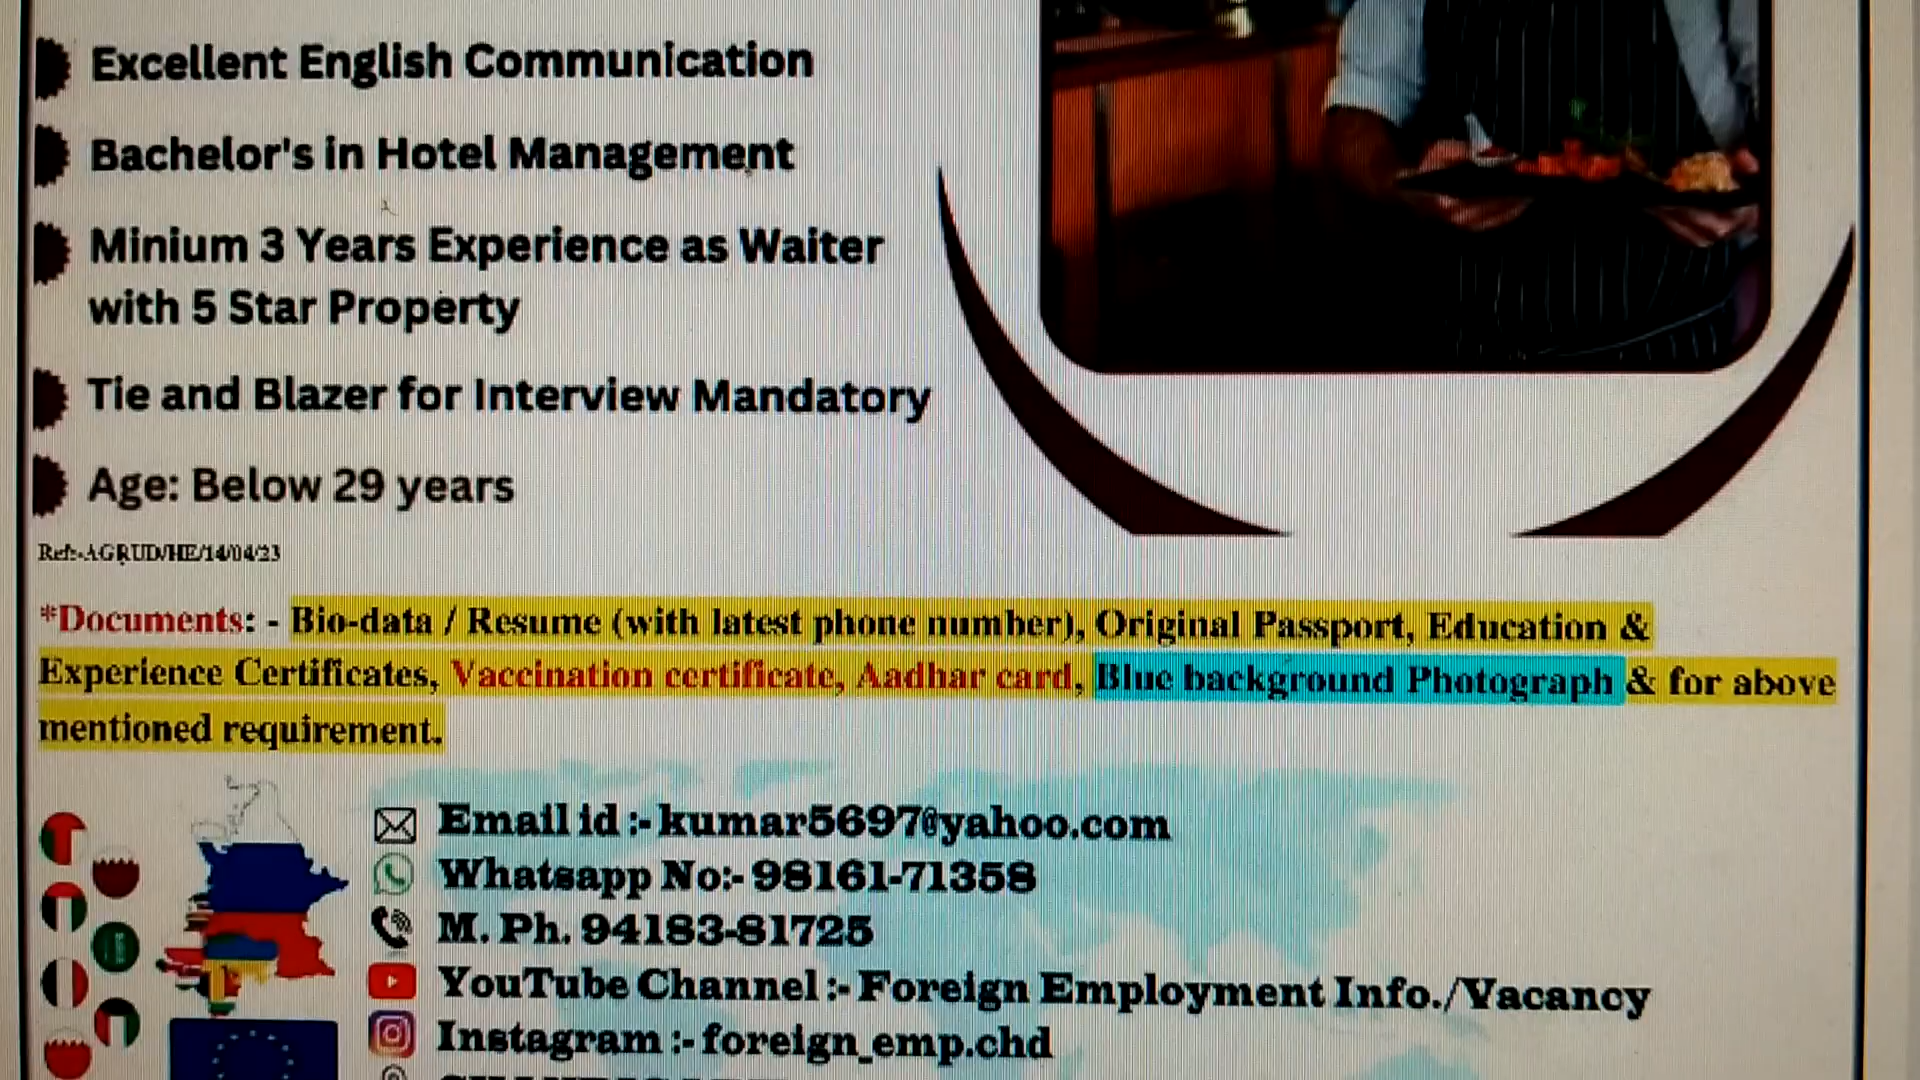 Excellent English Communication
Bachelor's in Hotel Management
Minium 3 Years Experience as Waiter
with 5 Star Property
Tie and Blazer for Interview Mandatory
Age: Below 29 years
Ref:-AGRUD/HE/14/04/23
*Documents: - Bio-data / Resume (with latest phone number), Original Passport, Education &
Experience Certificates, Vaccination certificate, Aadhar card, Blue background Photograph & for above
mentioned requirement.
Email id :- kumar5697@yahoo.com
Whatsapp No:- 98161-71358
M. Ph. 94183-81725
YouTube Channel :- Foreign Employment Info./Vacancy
Instagram :- foreign_emp.chd